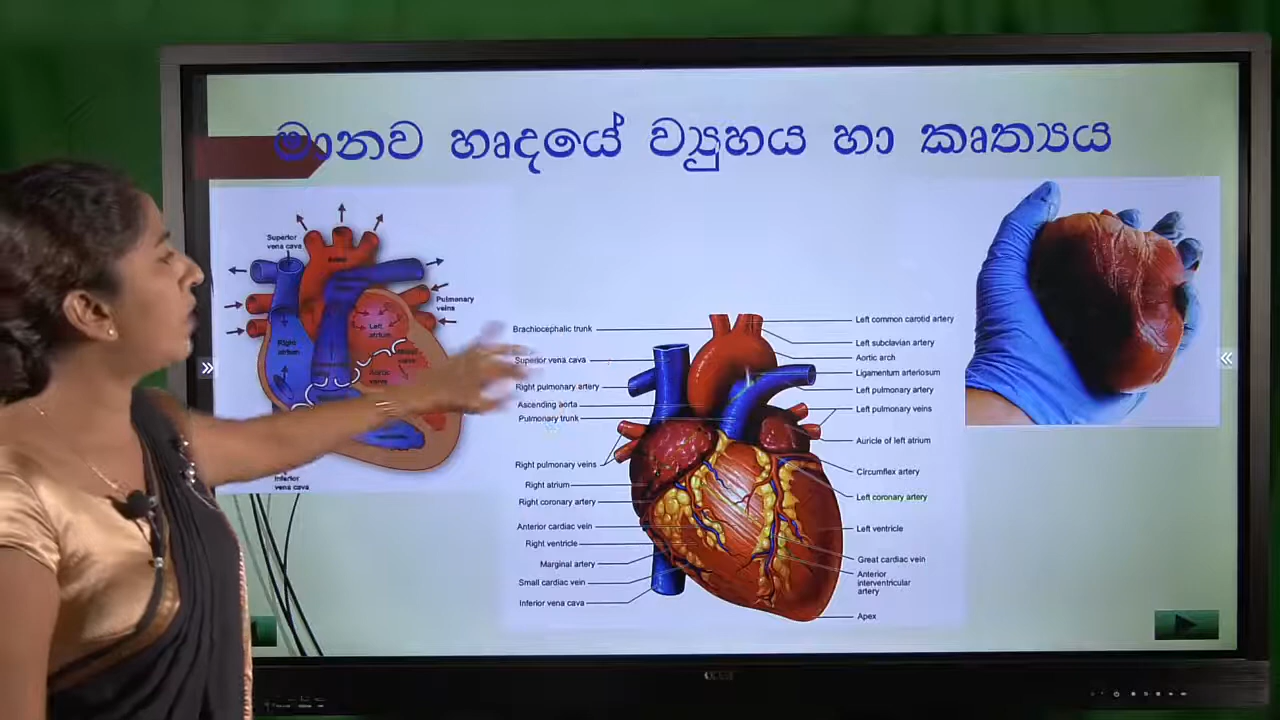 මානව හෘදයේ ව්‍යුහය හා කෘත්‍යය
Superior
vena cava
Aorta
Pulmonary
veins
Left
atrium
Right
atrium
Aortic
Inferior
vena cava
Brachiocephalic trunk
Superior vena cava
Right pulmonary artery
Ascending aorta
Pulmonary trunk
Right pulmonary veins
Right atrium
Right coronary artery
Anterior cardiac vein
Right ventricle
Marginal artery
Small cardiac vein
Inferior vena cava
Left common carotid artery
Left subclavian artery
Aortic arch
Ligamentum arteriosum
Left pulmonary artery
Left pulmonary veins
Auricle of left atrium
Circumflex artery
Left coronary artery
Left ventricle
Great cardiac vein
Anterior
interventricular
artery
Apex